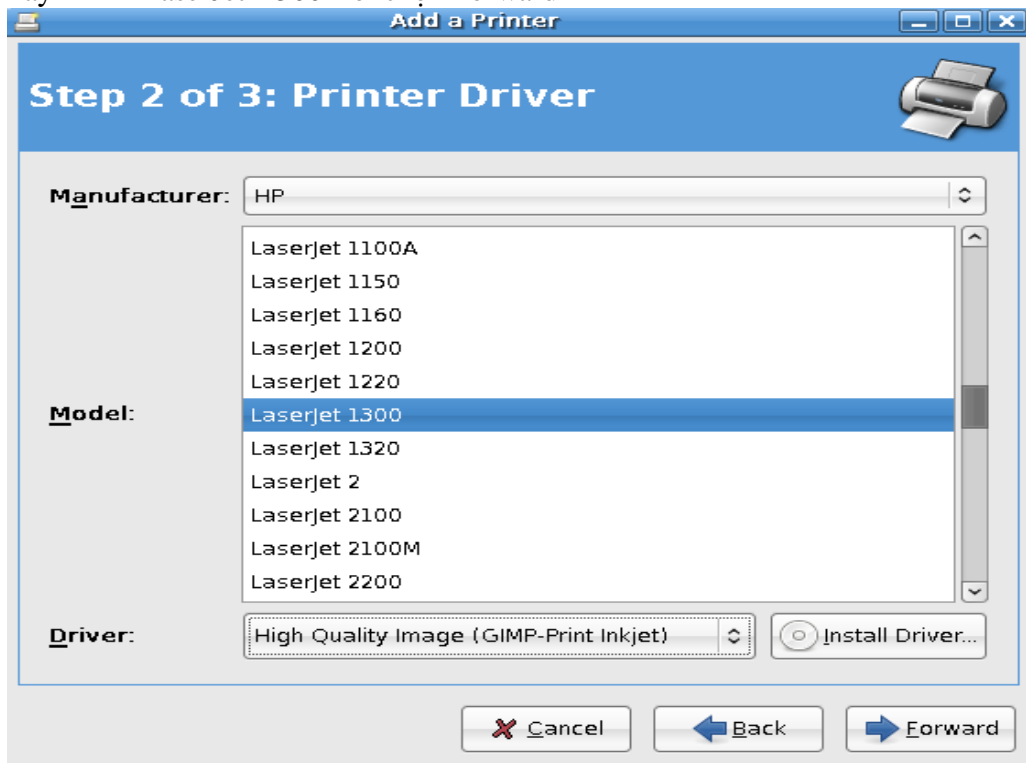 Add a Printer
Step 2 of 3: Printer Driver
Manufacturer: HP
LaserJet 1100A
LaserJet 1150
LaserJet 1160
LaserJet 1200
LaserJet 1220
Model: LaserJet 1300
LaserJet 1320
LaserJet 2
LaserJet 2100
LaserJet 2100M
LaserJet 2200
Driver: High Quality Image (GIMP-Print Inkjet) Install Driver...
Cancel Back Forward